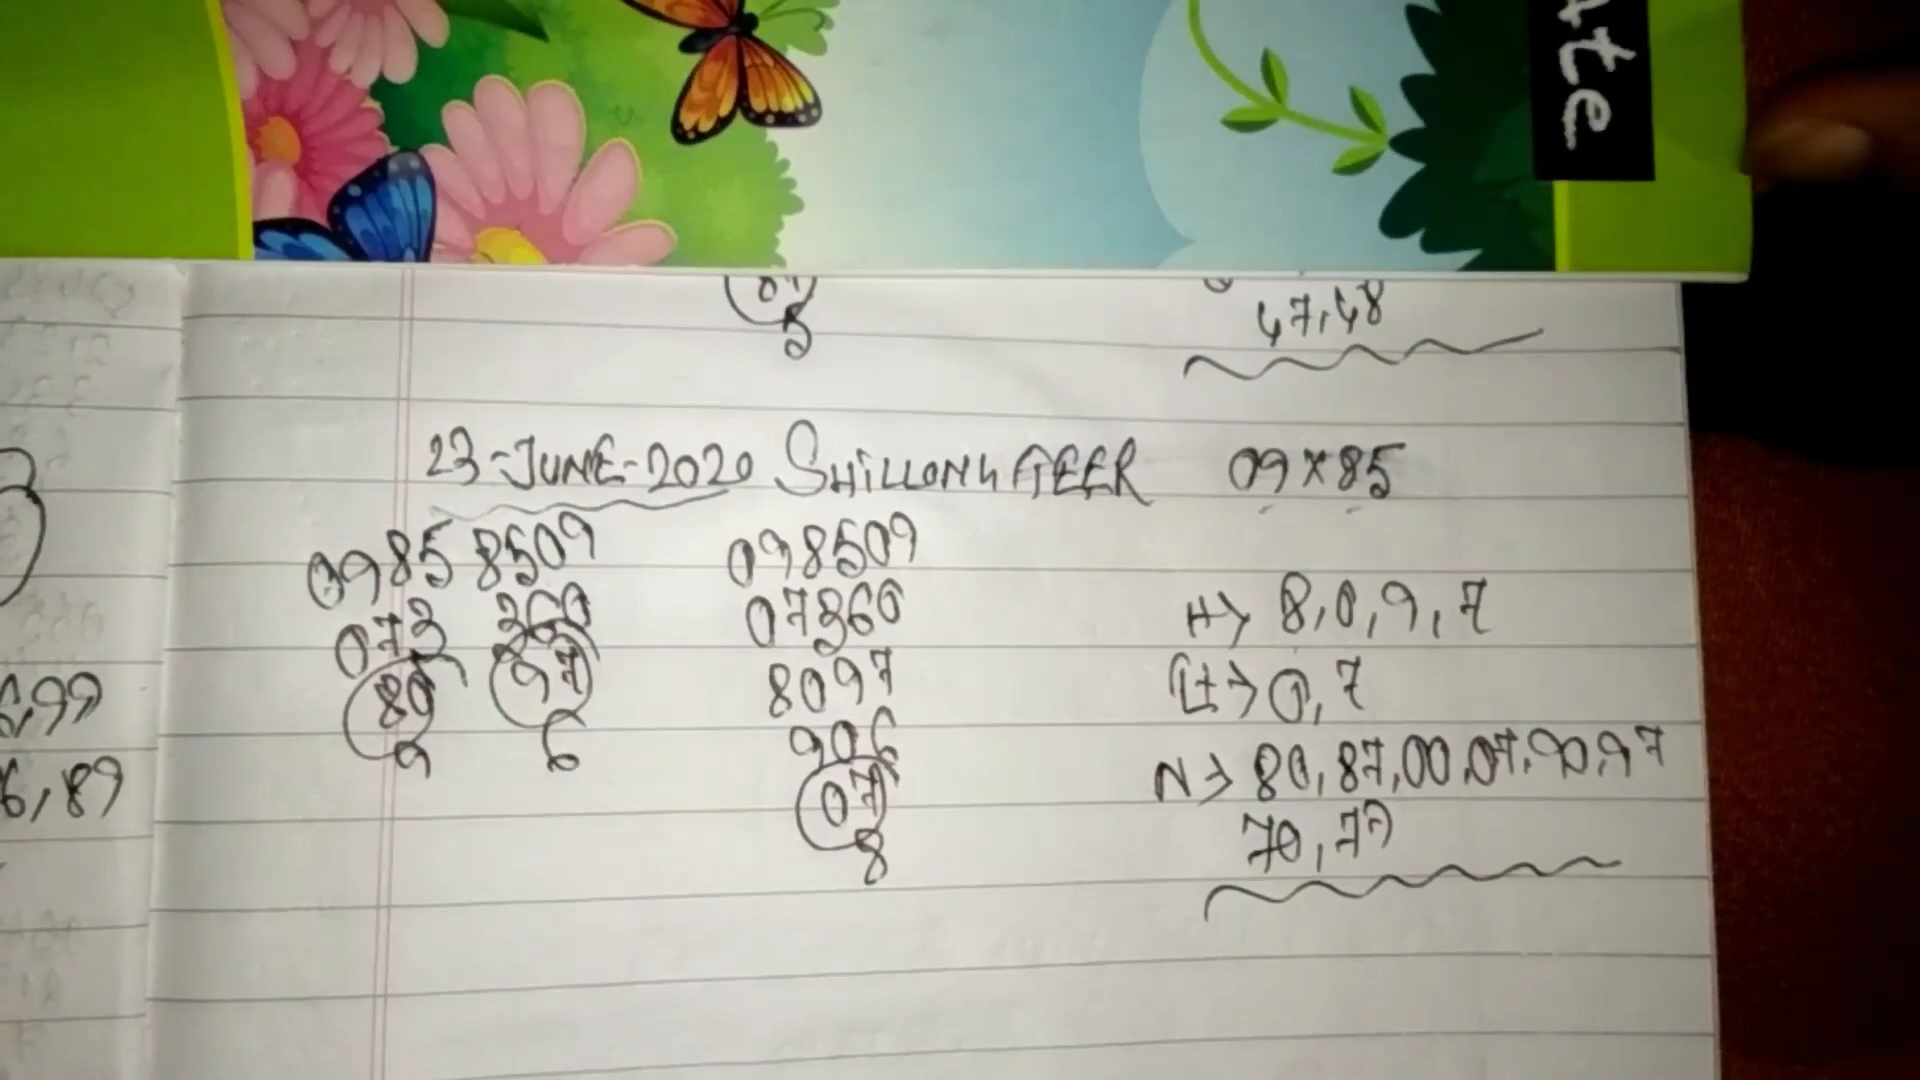 ate
5
47,48
23-JUNE-2020 SHILLONG TEER 09×85
0985 8509 098509
073 360 07360
80 97 8097
9 6 906
07
8
H→ 8,0,9,7
E→ 0,7
N→ 80,87,00,07,90,97
70,77
6,99
6,89